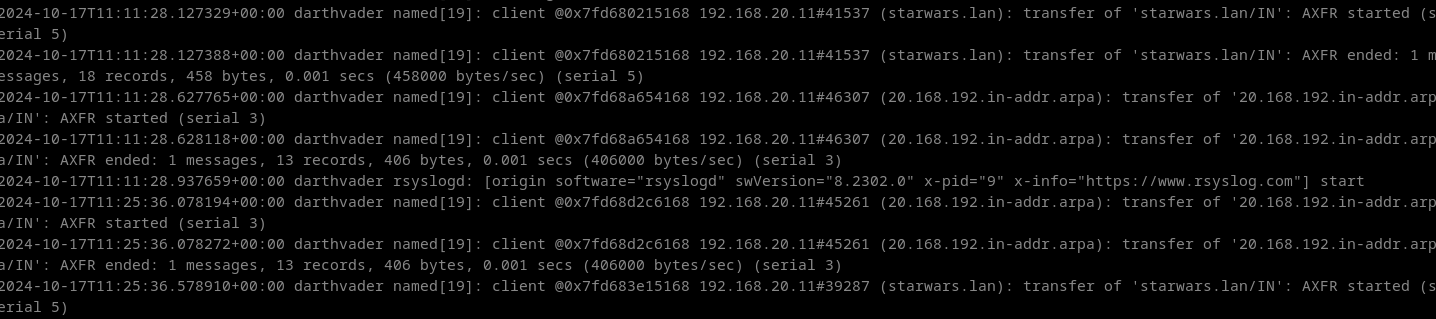 2024-10-17T11:11:28.127329+00:00 darthvader named[19]: client @0x7fd680215168 192.168.20.11#41537 (starwars.lan): transfer of 'starwars.lan/IN': AXFR started (s
erial 5)
2024-10-17T11:11:28.127388+00:00 darthvader named[19]: client @0x7fd680215168 192.168.20.11#41537 (starwars.lan): transfer of 'starwars.lan/IN': AXFR ended: 1 m
essages, 18 records, 458 bytes, 0.001 secs (458000 bytes/sec) (serial 5)
2024-10-17T11:11:28.627765+00:00 darthvader named[19]: client @0x7fd68a654168 192.168.20.11#46307 (20.168.192.in-addr.arpa): transfer of '20.168.192.in-addr.arp
a/IN': AXFR started (serial 3)
2024-10-17T11:11:28.628118+00:00 darthvader named[19]: client @0x7fd68a654168 192.168.20.11#46307 (20.168.192.in-addr.arpa): transfer of '20.168.192.in-addr.arp
a/IN': AXFR ended: 1 messages, 13 records, 406 bytes, 0.001 secs (406000 bytes/sec) (serial 3)
2024-10-17T11:11:28.937659+00:00 darthvader rsyslogd: [origin software="rsyslogd" swVersion="8.2302.0" x-pid="9" x-info="https://www.rsyslog.com"] start
2024-10-17T11:25:36.078194+00:00 darthvader named[19]: client @0x7fd68d2c6168 192.168.20.11#45261 (20.168.192.in-addr.arpa): transfer of '20.168.192.in-addr.arp
a/IN': AXFR started (serial 3)
2024-10-17T11:25:36.078272+00:00 darthvader named[19]: client @0x7fd68d2c6168 192.168.20.11#45261 (20.168.192.in-addr.arpa): transfer of '20.168.192.in-addr.arp
a/IN': AXFR ended: 1 messages, 13 records, 406 bytes, 0.001 secs (406000 bytes/sec) (serial 3)
2024-10-17T11:25:36.578910+00:00 darthvader named[19]: client @0x7fd683e15168 192.168.20.11#39287 (starwars.lan): transfer of 'starwars.lan/IN': AXFR started (s
erial 5)